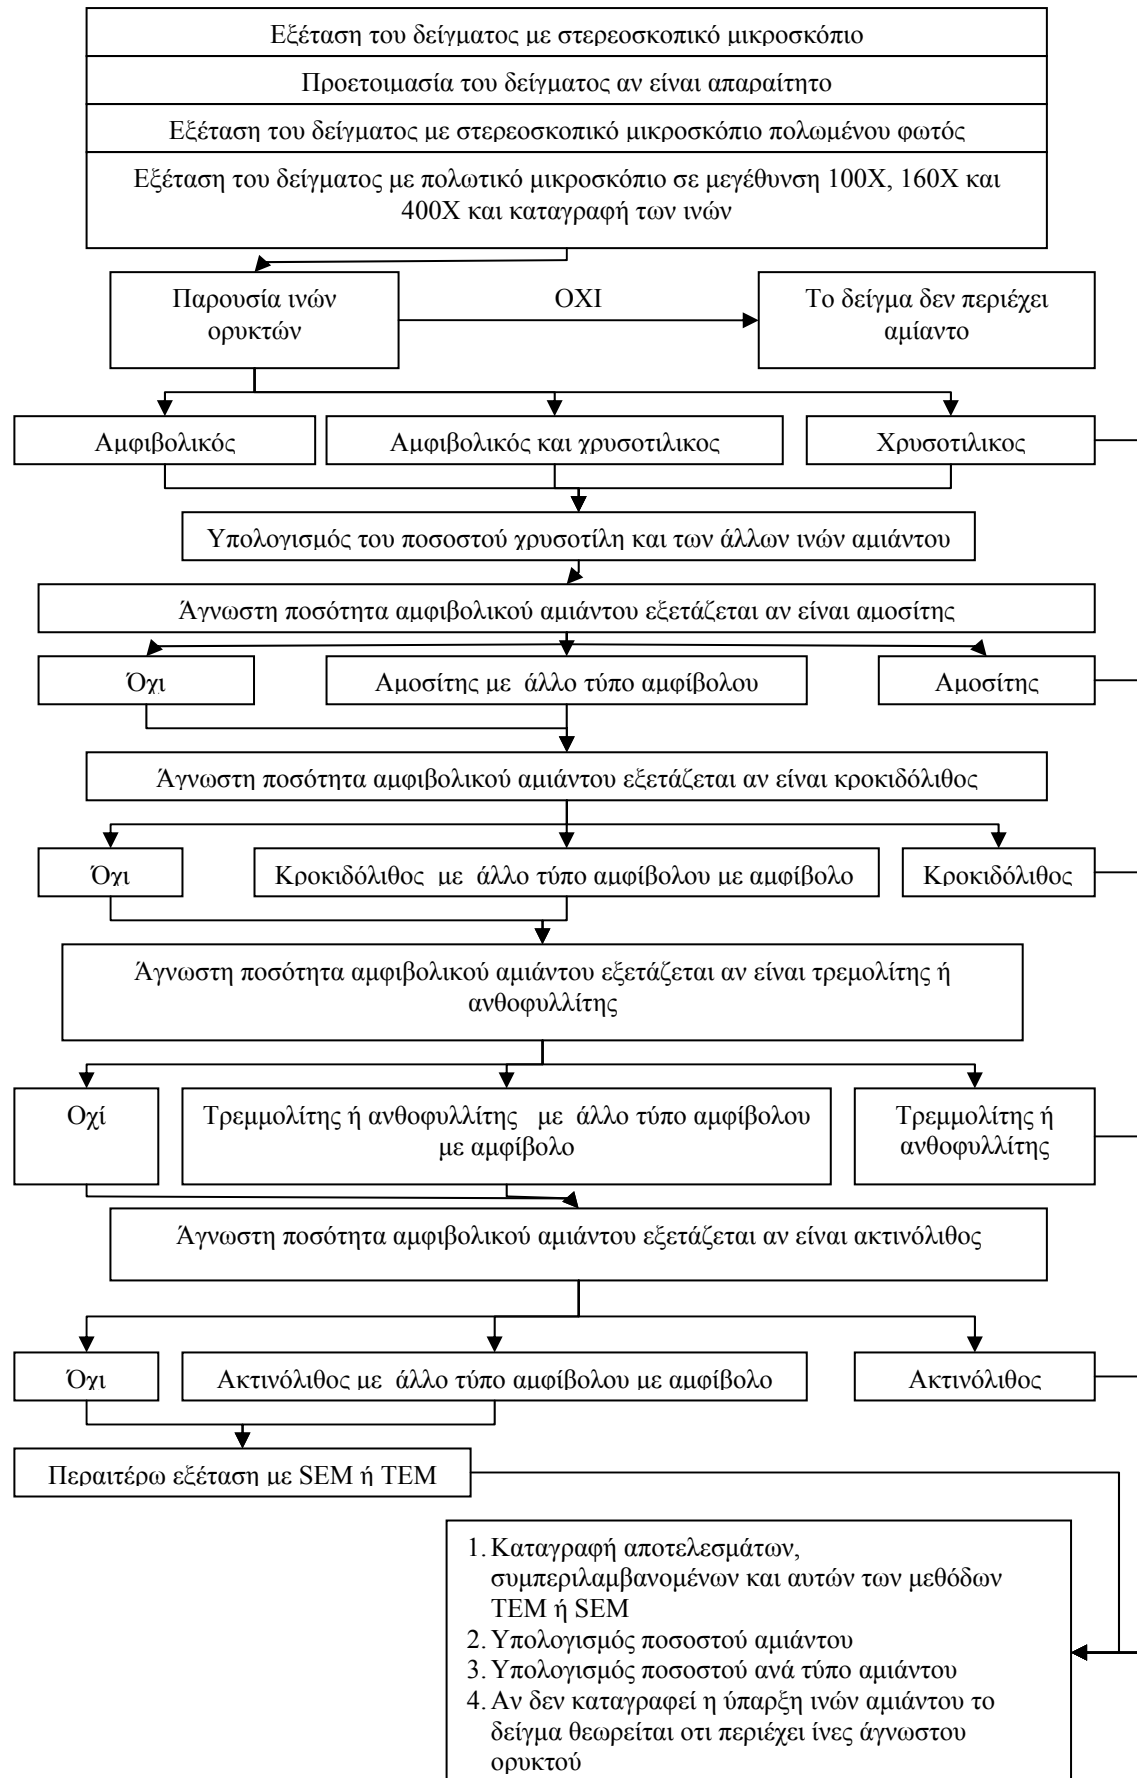 Εξέταση του δείγματος με στερεοσκοπικό μικροσκόπιο
Προετοιμασία του δείγματος αν είναι απαραίτητο
Εξέταση του δείγματος με στερεοσκοπικό μικροσκόπιο πολωμένου φωτός
Εξέταση του δείγματος με πολωτικό μικροσκόπιο σε μεγέθυνση 100Χ, 160Χ και
400Χ και καταγραφή των ινών
Παρουσία ινών
ορυκτών
ΟΧΙ
Το δείγμα δεν περιέχει
αμίαντο
Αμφιβολικός
Αμφιβολικός και χρυσοτιλικος
Χρυσοτιλικος
Υπολογισμός του ποσοστού χρυσοτίλη και των άλλων ινών αμιάντου
Άγνωστη ποσότητα αμφιβολικού αμιάντου εξετάζεται αν είναι αμοσίτης
Όχι
Αμοσίτης με άλλο τύπο αμφίβολου
Αμοσίτης
Άγνωστη ποσότητα αμφιβολικού αμιάντου εξετάζεται αν είναι κροκιδόλιθος
Όχι
Κροκιδόλιθος με άλλο τύπο αμφίβολου με αμφίβολο
Κροκιδόλιθος
Άγνωστη ποσότητα αμφιβολικού αμιάντου εξετάζεται αν είναι τρεμολίτης ή
ανθοφυλλίτης
Οχί
Τρεμμολίτης ή ανθοφυλλίτης με άλλο τύπο αμφίβολου
με αμφίβολο
Τρεμμολίτης ή
ανθοφυλλίτης
Άγνωστη ποσότητα αμφιβολικού αμιάντου εξετάζεται αν είναι ακτινόλιθος
Όχι
Ακτινόλιθος με άλλο τύπο αμφίβολου με αμφίβολο
Ακτινόλιθος
Περαιτέρω εξέταση με SEM ή TEM
1. Καταγραφή αποτελεσμάτων,
συμπεριλαμβανομένων και αυτών των μεθόδων
TEM ή SEM
2. Υπολογισμός ποσοστού αμιάντου
3. Υπολογισμός ποσοστού ανά τύπο αμιάντου
4. Αν δεν καταγραφεί η ύπαρξη ινών αμιάντου το
δείγμα θεωρείται οτι περιέχει ίνες άγνωστου
ορυκτού